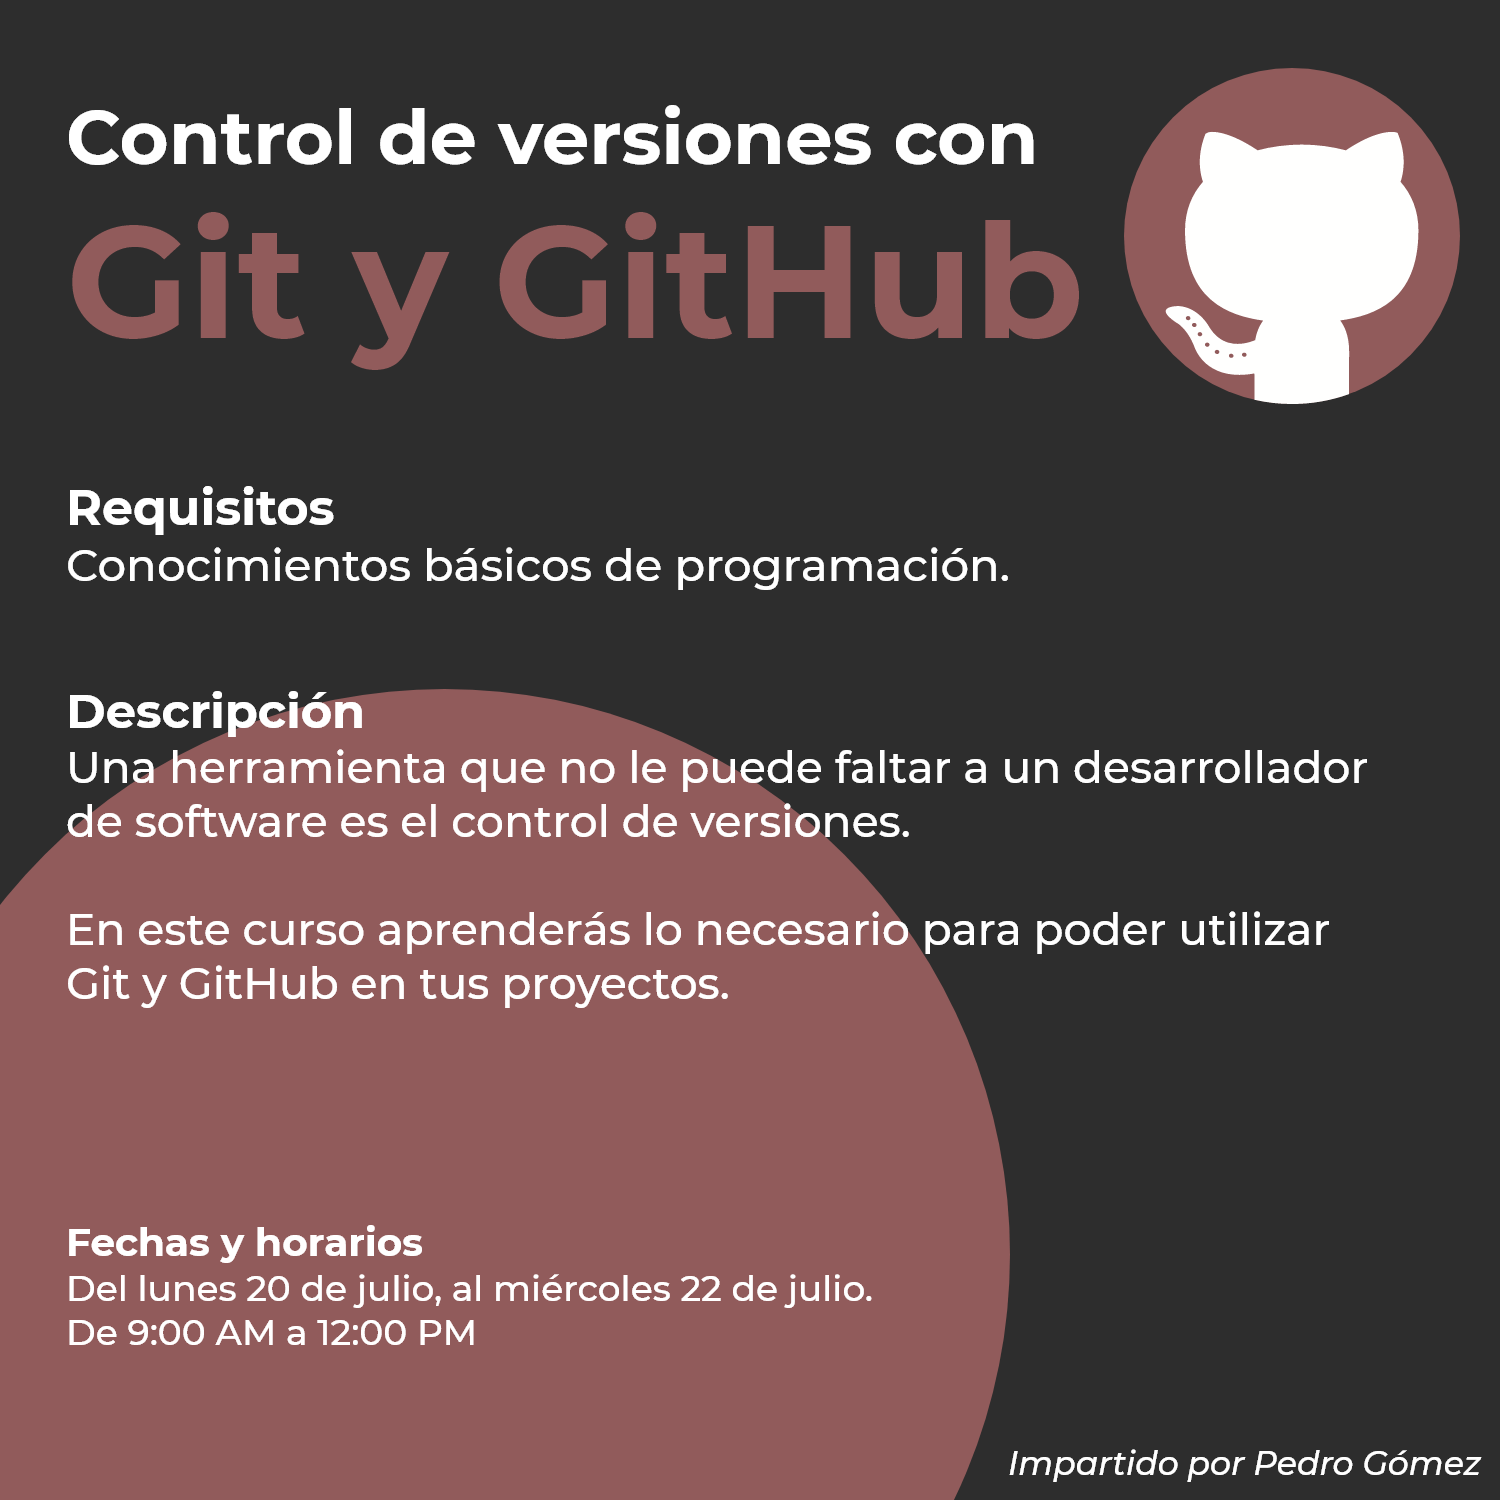 Control de versiones con
Git y GitHub
Requisitos
Conocimientos básicos de programación.
Descripción
Una herramienta que no le puede faltar a un desarrollador
de software es el control de versiones.
En este curso aprenderás lo necesario para poder utilizar
Git y GitHub en tus proyectos.
Fechas y horarios
Del lunes 20 de julio, al miércoles 22 de julio.
De 9:00 AM a 12:00 PM
Impartido por Pedro Gómez